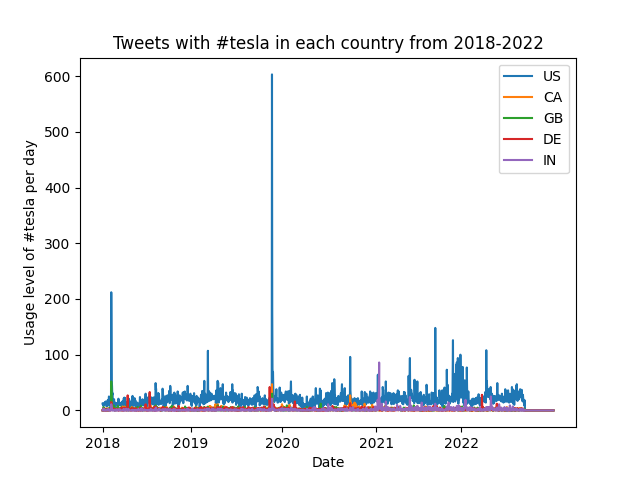 Tweets with #tesla in each country from 2018-2022
600
500
400
300
200
100
0
Usage level of #tesla per day
US
CA
GB
DE
IN
2018 2019 2020 2021 2022
Date